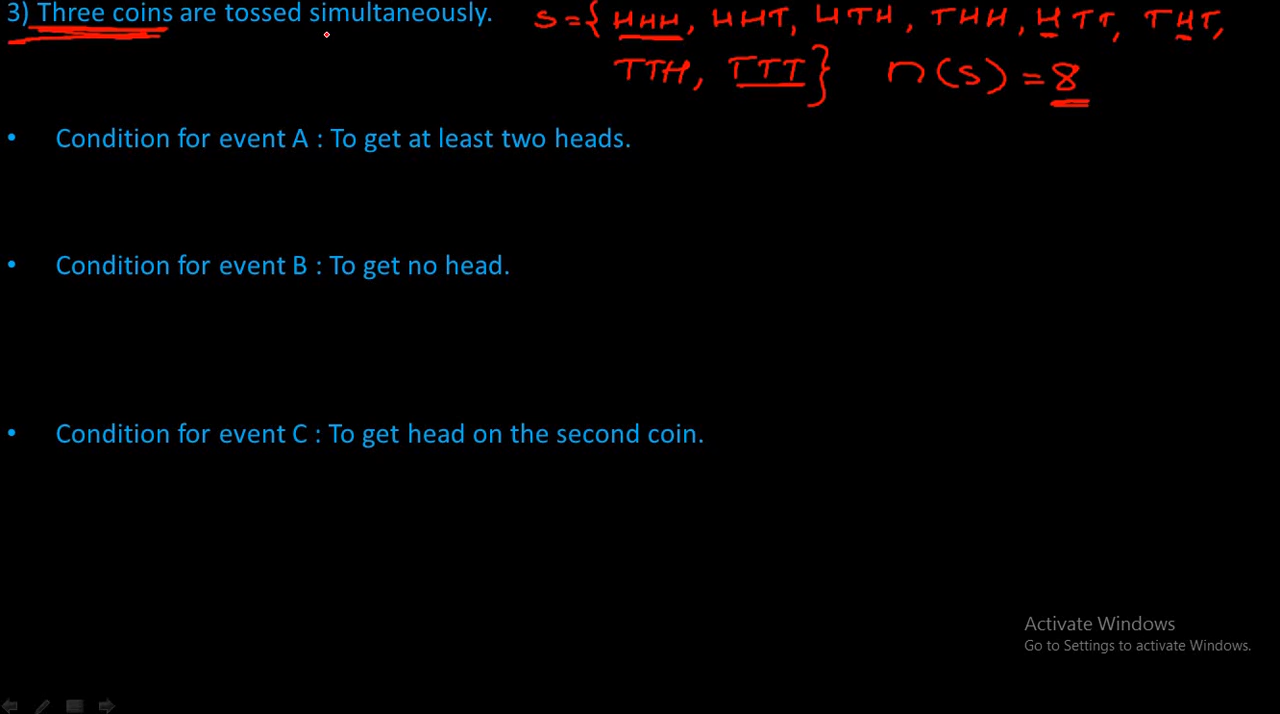 3) Three coins are tossed simultaneously. S={ HHH, HHT, HTH, THH, HTT, THT,
TTH, TTT} n(s) = 8
• Condition for event A : To get at least two heads.
• Condition for event B : To get no head.
• Condition for event C : To get head on the second coin.
Activate Windows
Go to Settings to activate Windows.